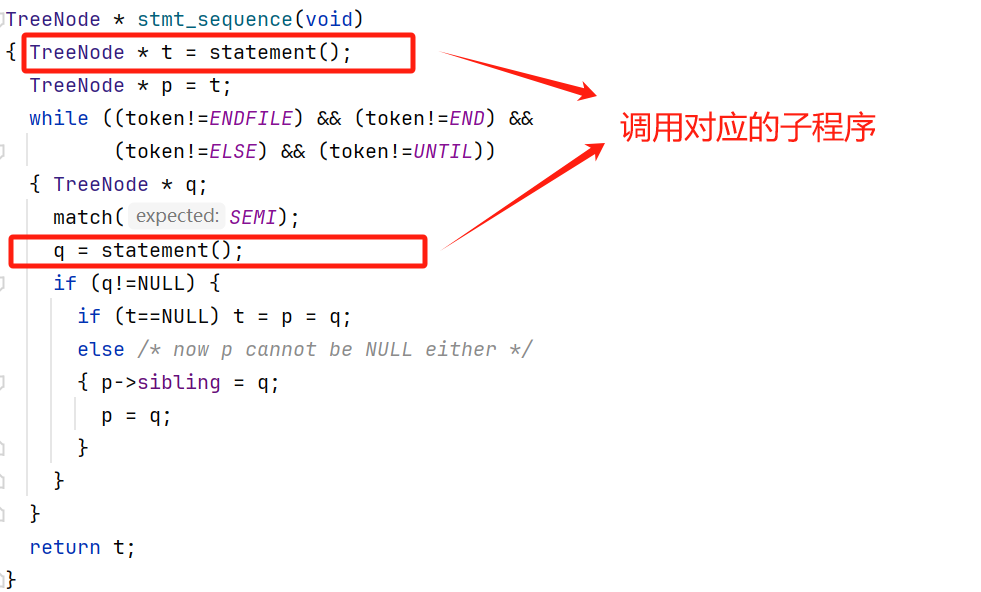 TreeNode * stmt_sequence(void)
{ TreeNode * t = statement();
TreeNode * p = t;
while ((token!=ENDFILE) && (token!=END) &&
(token!=ELSE) && (token!=UNTIL))
{ TreeNode * q;
match( expected: SEMI);
q = statement();
if (q!=NULL) {
if (t==NULL) t = p = q;
else /* now p cannot be NULL either */
{ p->sibling = q;
p = q;
}
}
}
return t;
}
调用对应的子程序